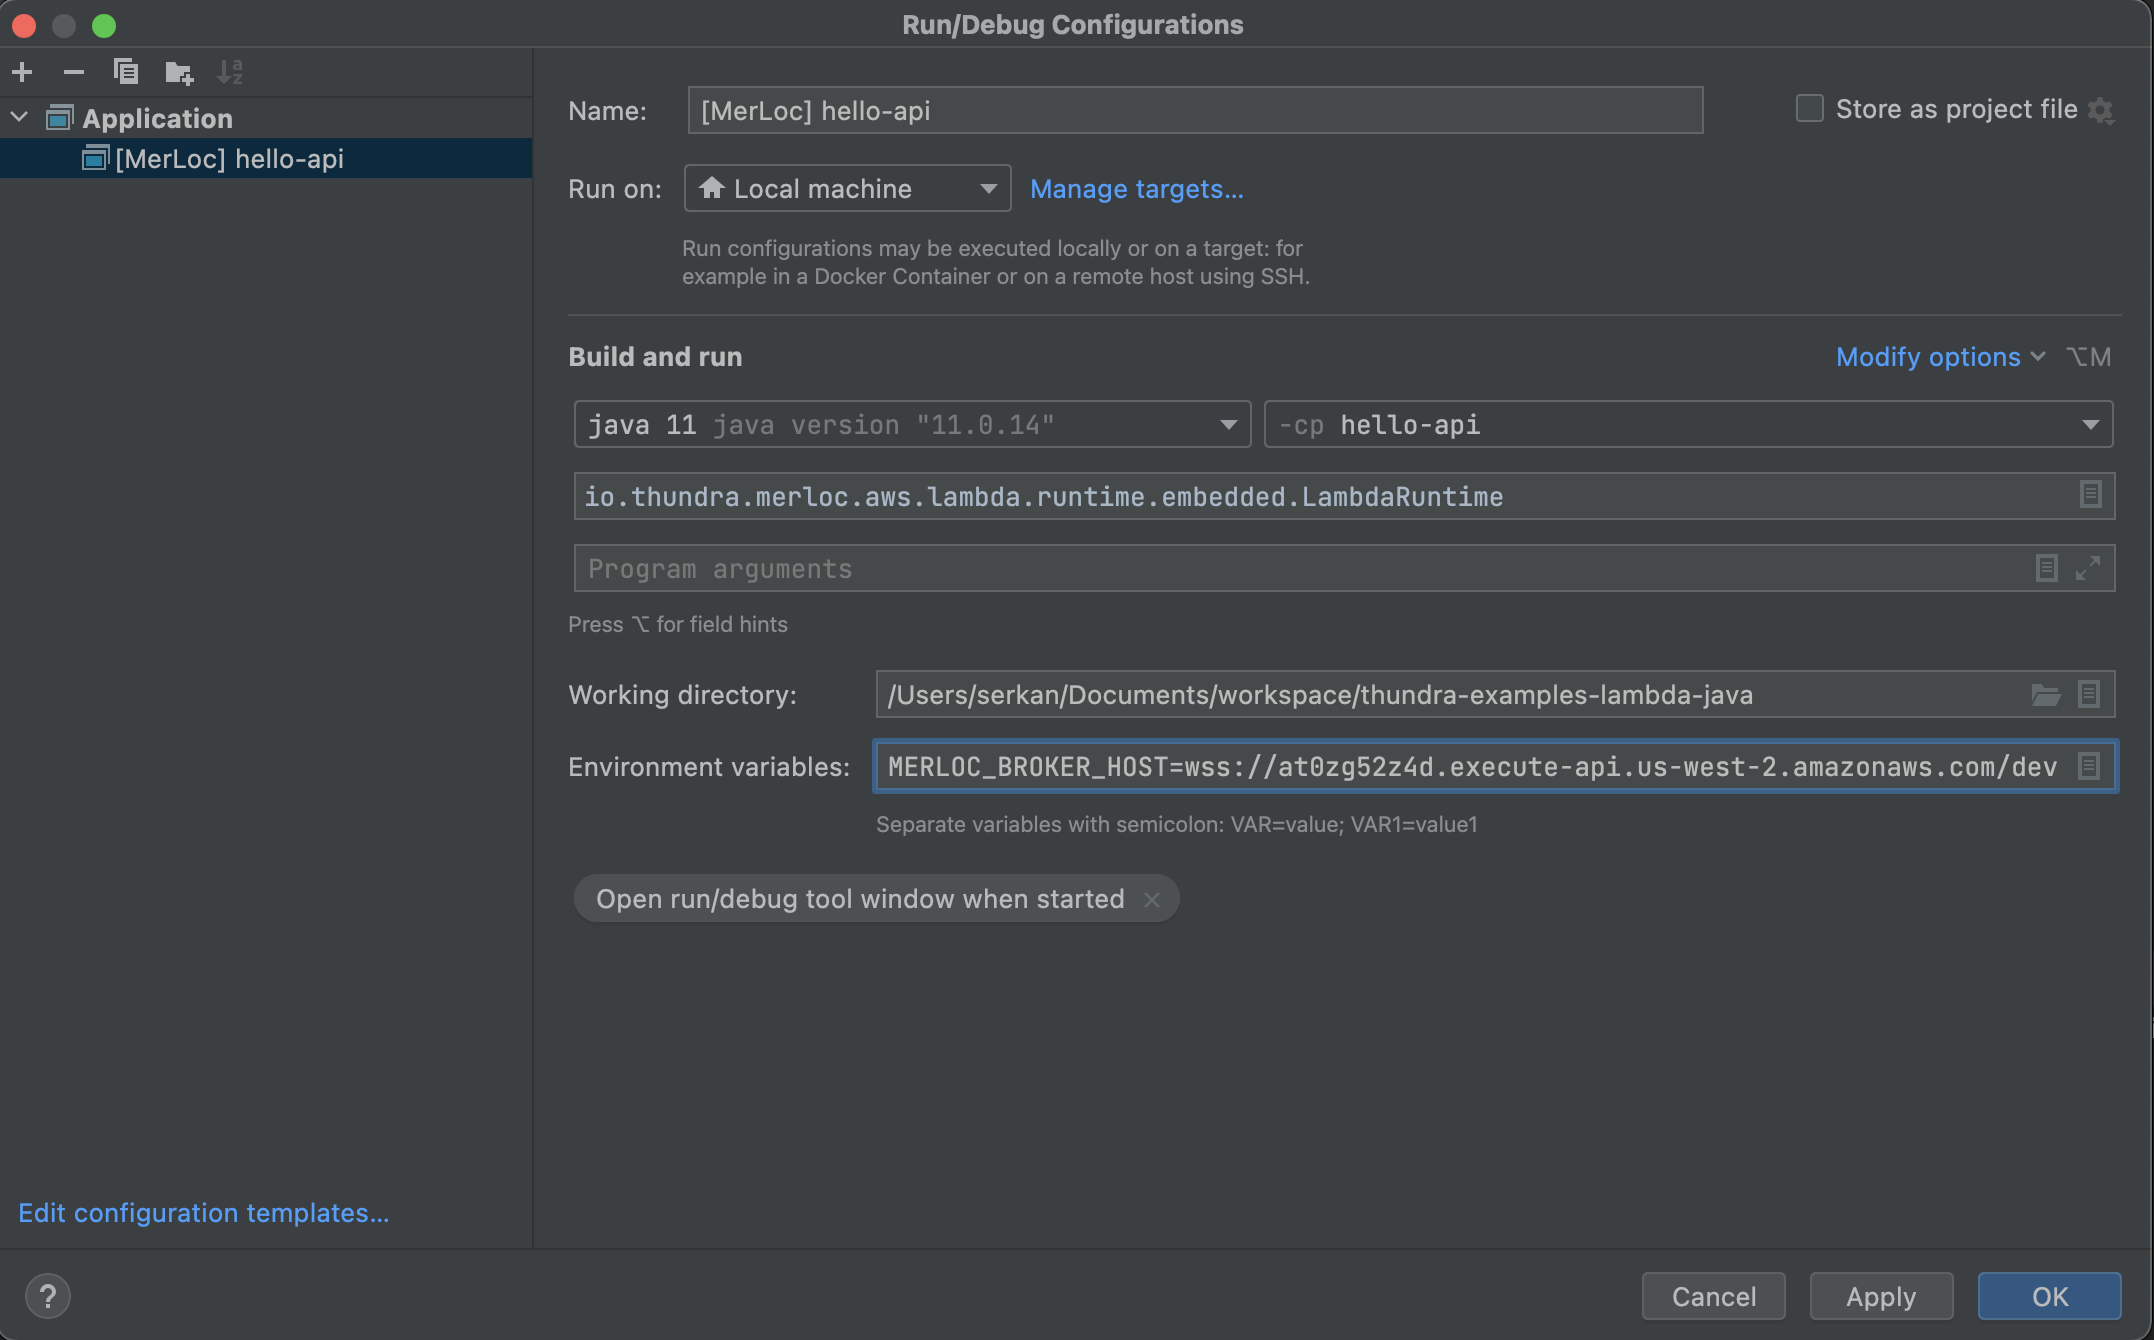 Run/Debug Configurations
Application
[MerLoc] hello-api
Edit configuration templates...
Name: [MerLoc] hello-api
Store as project file
Run on: Local machine Manage targets...
Run configurations may be executed locally or on a target: for
example in a Docker Container or on a remote host using SSH.
Build and run
Modify options ⌥M
java 11 java version "11.0.14" -cp hello-api
io.thundra.merloc.aws.lambda.runtime.embedded.LambdaRuntime
Program arguments
Press ⌥ for field hints
Working directory: /Users/serkan/Documents/workspace/thundra-examples-lambda-java
Environment variables: MERLOC_BROKER_HOST=wss://at0zg52z4d.execute-api.us-west-2.amazonaws.com/dev
Separate variables with semicolon: VAR=value; VAR1=value1
Open run/debug tool window when started ×
? Cancel Apply OK